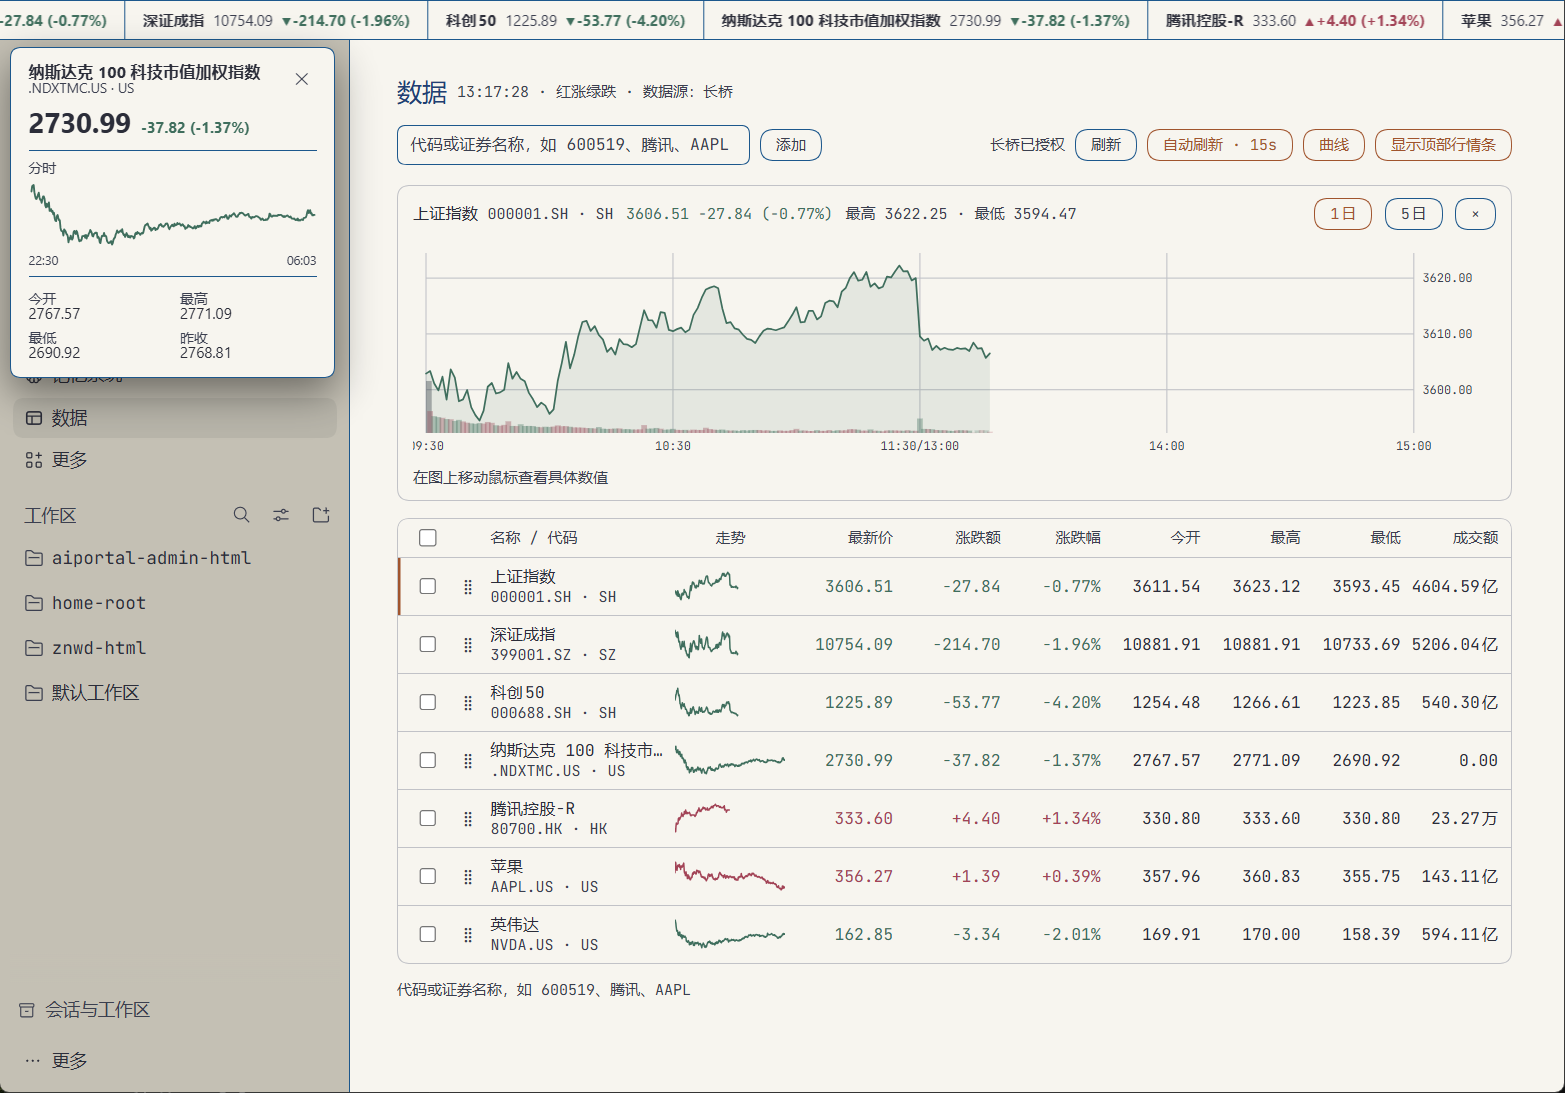 -27.84 (-0.77%) 深证成指 10754.09 ▼-214.70 (-1.96%) 科创50 1225.89 ▼-53.77 (-4.20%) 纳斯达克 100 科技市值加权指数 2730.99 ▼-37.82 (-1.37%) 腾讯控股-R 333.60 ▲+4.40 (+1.34%) 苹果 356.27 ▲
纳斯达克 100 科技市值加权指数
.NDXTMC.US · US
2730.99 -37.82 (-1.37%)
分时
22:30 06:03
今开 最高
2767.57 2771.09
最低 昨收
2690.92 2768.81
数据
更多
工作区
aiportal-admin-html
home-root
znwd-html
默认工作区
会话与工作区
··· 更多
数据 13:17:28 · 红涨绿跌 · 数据源: 长桥
代码或证券名称, 如 600519、腾讯、AAPL 添加 长桥已授权 刷新 自动刷新 · 15s 曲线 显示顶部行情条
上证指数 000001.SH · SH 3606.51 -27.84 (-0.77%) 最高 3622.25 · 最低 3594.47 1日 5日 ×
3620.00
3610.00
3600.00
09:30 10:30 11:30/13:00 14:00 15:00
在图上移动鼠标查看具体数值
名称 / 代码 走势 最新价 涨跌额 涨跌幅 今开 最高 最低 成交额
上证指数 3606.51 -27.84 -0.77% 3611.54 3623.12 3593.45 4604.59亿
000001.SH · SH
深证成指 10754.09 -214.70 -1.96% 10881.91 10881.91 10733.69 5206.04亿
399001.SZ · SZ
科创50 1225.89 -53.77 -4.20% 1254.48 1266.61 1223.85 540.30亿
000688.SH · SH
纳斯达克 100 科技市… 2730.99 -37.82 -1.37% 2767.57 2771.09 2690.92 0.00
.NDXTMC.US · US
腾讯控股-R 333.60 +4.40 +1.34% 330.80 333.60 330.80 23.27万
80700.HK · HK
苹果 356.27 +1.39 +0.39% 357.96 360.83 355.75 143.11亿
AAPL.US · US
英伟达 162.85 -3.34 -2.01% 169.91 170.00 158.39 594.11亿
NVDA.US · US
代码或证券名称, 如 600519、腾讯、AAPL